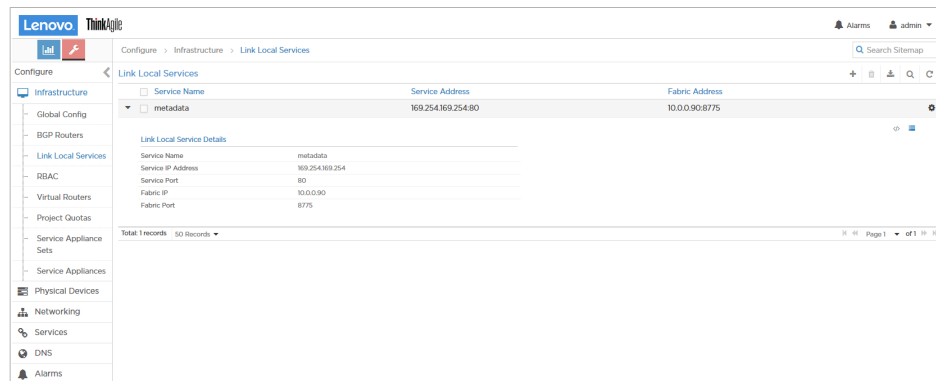 Lenovo ThinkAgile
Alarms admin
Configure > Infrastructure > Link Local Services
Search Sitemap
Configure
Link Local Services
Infrastructure
Service Name Service Address Fabric Address
metadata 169.254.169.254:80 10.0.0.90:8775
Global Config
BGP Routers
Link Local Services
RBAC
Virtual Routers
Project Quotas
Service Appliance
Sets
Service Appliances
Physical Devices
Networking
Services
DNS
Alarms
Link Local Service Details
Service Name metadata
Service IP Address 169.254.169.254
Service Port 80
Fabric IP 10.0.0.90
Fabric Port 8775
Total: 1 records 50 Records Page 1 of 1